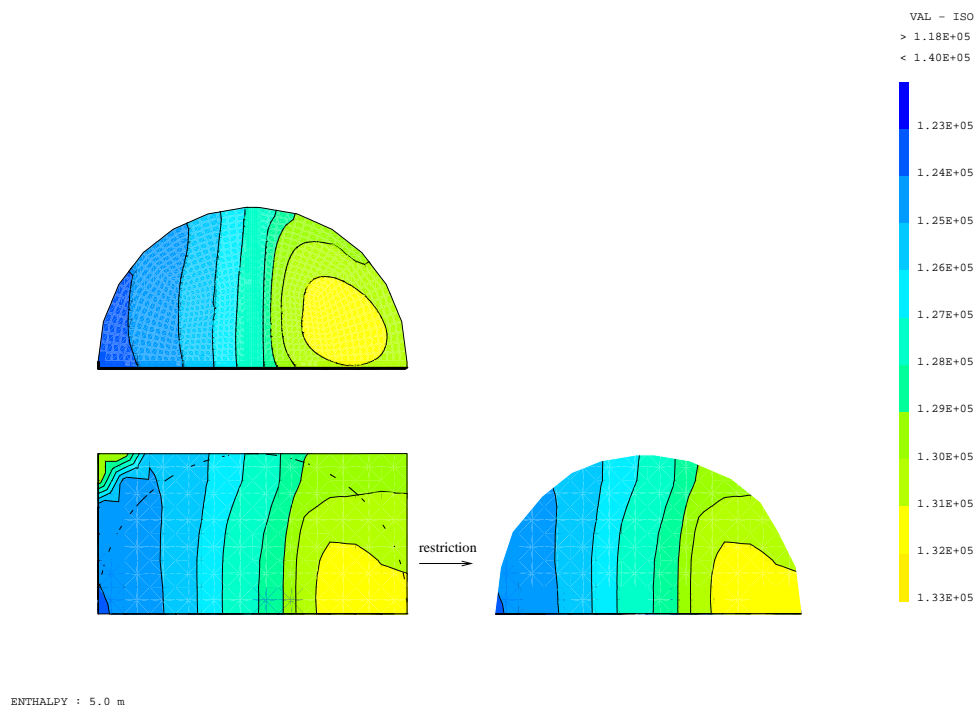 VAL - ISO
> 1.18E+05
< 1.40E+05
1.23E+05
1.24E+05
1.25E+05
1.26E+05
1.27E+05
1.28E+05
1.29E+05
1.30E+05
1.31E+05
1.32E+05
1.33E+05
restriction
ENTHALPY : 5.0 m